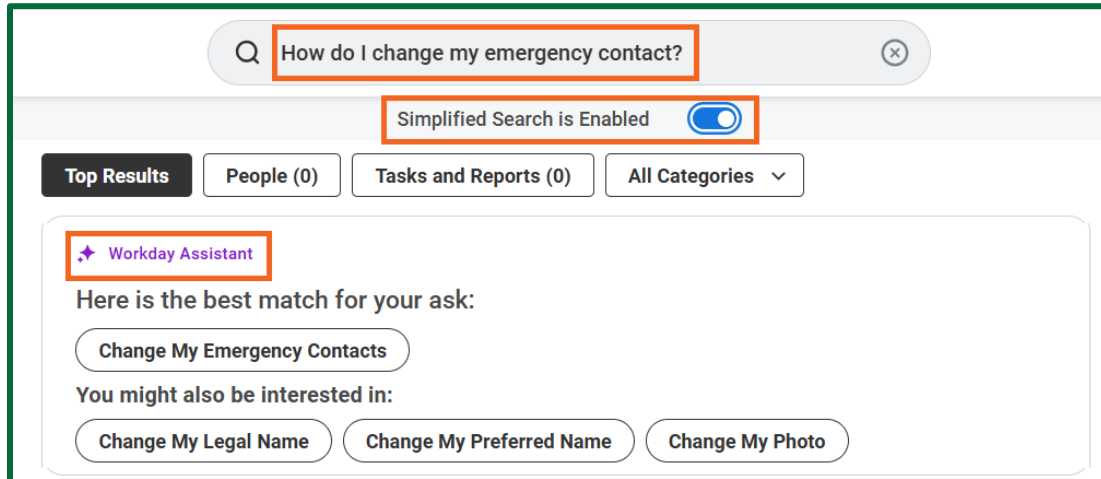 How do I change my emergency contact?
Simplified Search is Enabled
Top Results People (0) Tasks and Reports (0) All Categories
Workday Assistant
Here is the best match for your ask:
Change My Emergency Contacts
You might also be interested in:
Change My Legal Name Change My Preferred Name Change My Photo